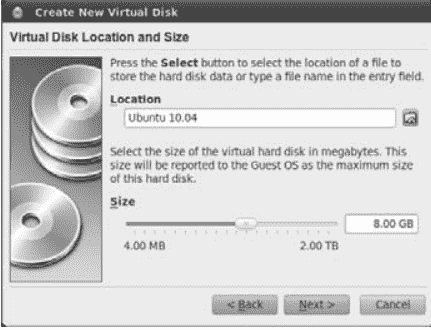 Create New Virtual Disk
Virtual Disk Location and Size
Press the Select button to select the location of a file to
store the hard disk data or type a file name in the entry field.
Location
Ubuntu 10.04
Select the size of the virtual hard disk in megabytes. This
size will be reported to the Guest OS as the maximum size
of this hard disk.
Size
8.00 GB
4.00 MB 2.00 TB
< Back Next > Cancel